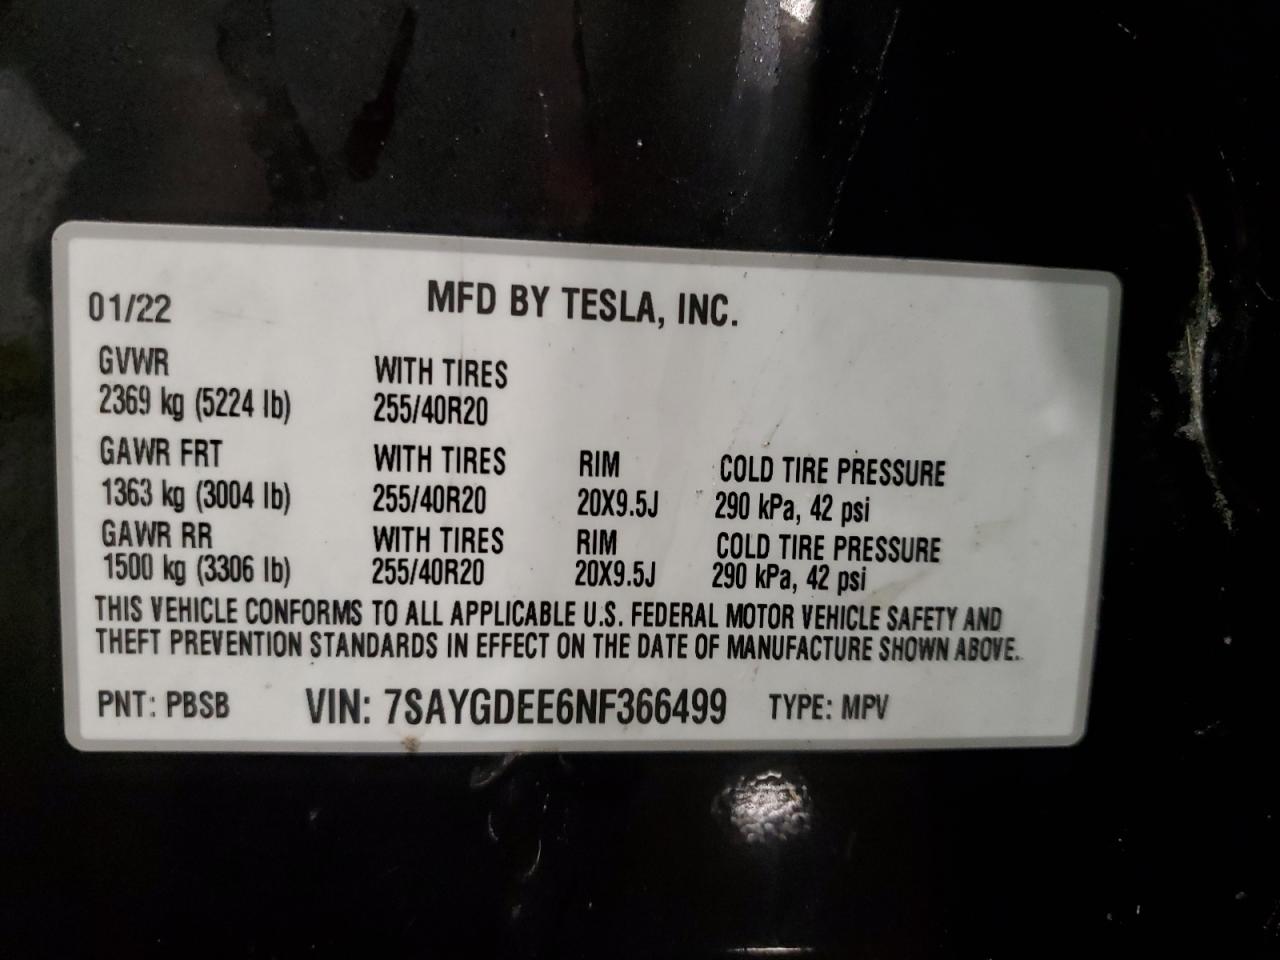 01/22 MFD BY TESLA, INC.
GVWR WITH TIRES
2369 kg (5224 lb) 255/40R20
GAWR FRT WITH TIRES RIM COLD TIRE PRESSURE
1363 kg (3004 lb) 255/40R20 20X9.5J 290 kPa, 42 psi
GAWR RR WITH TIRES RIM COLD TIRE PRESSURE
1500 kg (3306 lb) 255/40R20 20X9.5J 290 kPa, 42 psi
THIS VEHICLE CONFORMS TO ALL APPLICABLE U.S. FEDERAL MOTOR VEHICLE SAFETY AND
THEFT PREVENTION STANDARDS IN EFFECT ON THE DATE OF MANUFACTURE SHOWN ABOVE.
PNT: PBSB VIN: 7SAYGDEE6NF366499 TYPE: MPV